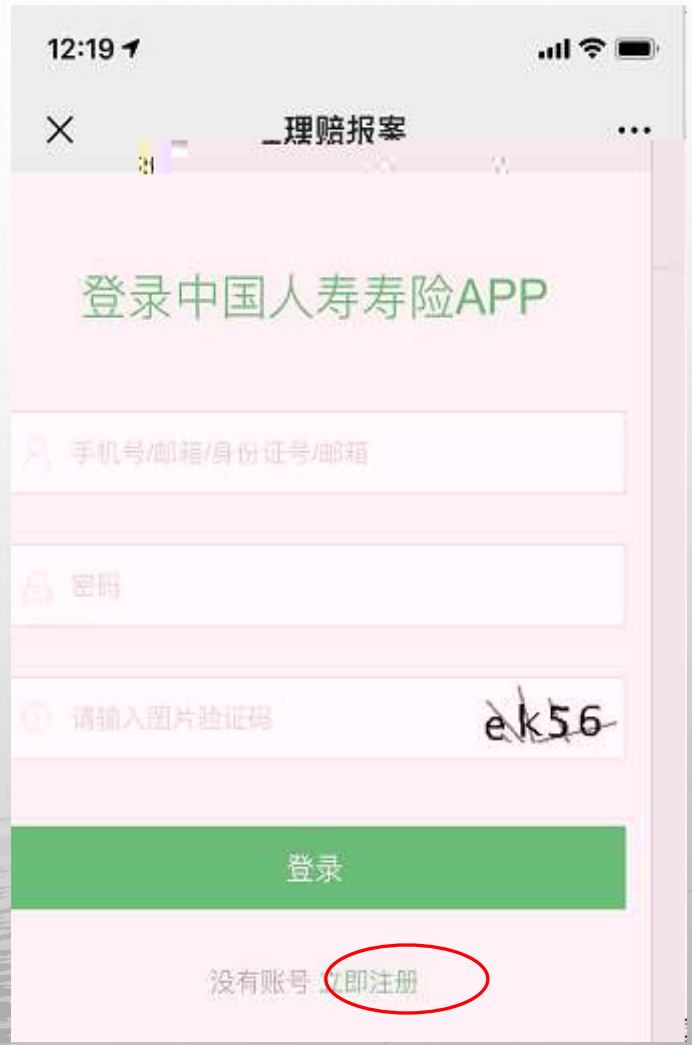 12:19
_理赔报案
登录中国人寿寿险APP
手机号/邮箱/身份证号/邮箱
密码
请输入图片验证码
ek56
登录
没有账号 立即注册